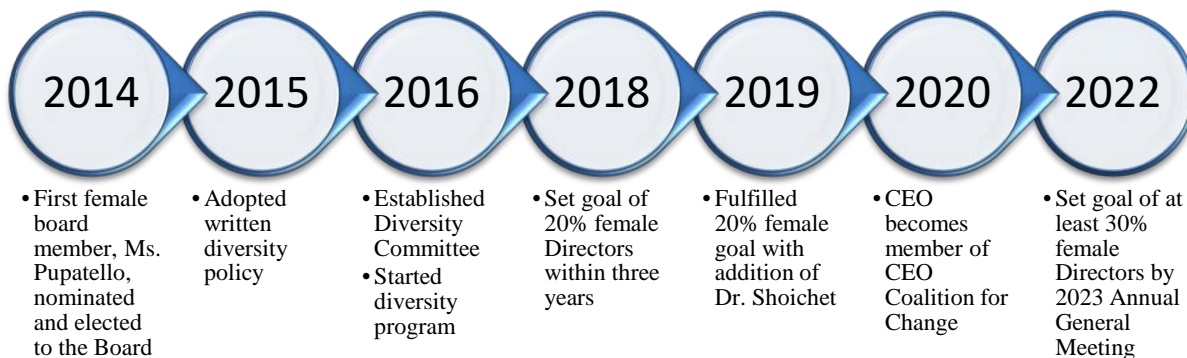 2014
2015
2016
2018
2019
2020
2022
• First female
board
member, Ms.
Pupatello,
nominated
and elected
to the Board
• Adopted
written
diversity
policy
• Established
Diversity
Committee
• Started
diversity
program
• Set goal of
20% female
Directors
within three
years
• Fulfilled
20% female
goal with
addition of
Dr. Shoichet
• CEO
becomes
member of
CEO
Coalition for
Change
• Set goal of at
least 30%
female
Directors by
2023 Annual
General
Meeting